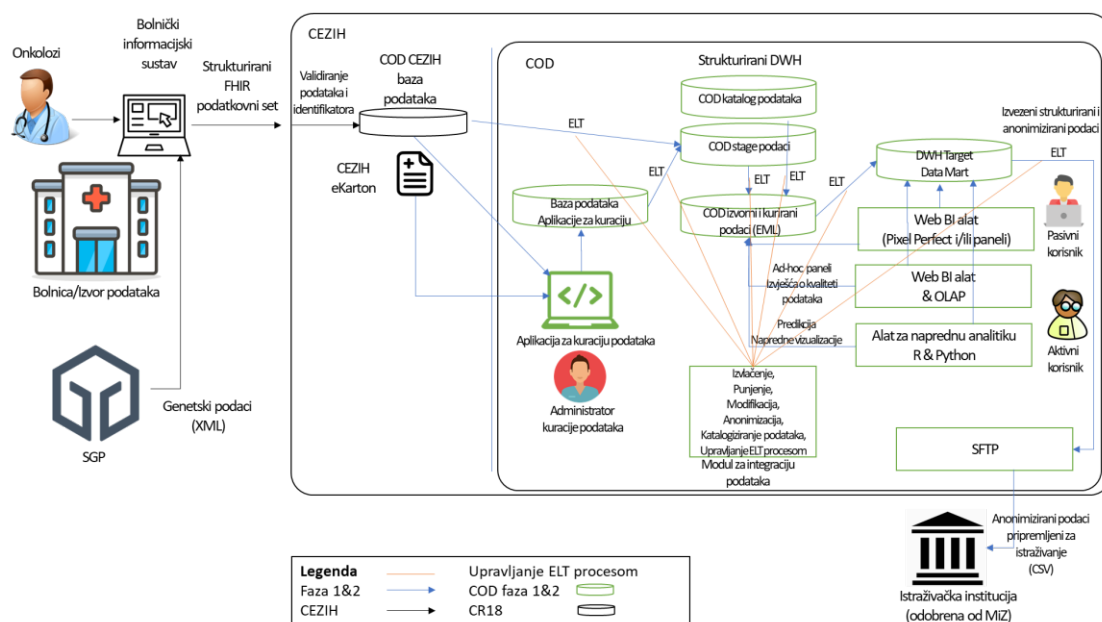 Onkolozi
Bolnički
informacijski
sustav
Strukturirani
FHIR
podatkovni set
Bolnica/Izvor podataka
Genetski podaci
(XML)
SGP
CEZIH
Validiranje
podataka i
identifikatora
COD CEZIH
baza
podataka
CEZIH
eKarton
COD
Strukturirani DWH
COD katalog podataka
ELT
COD stage podaci
ELT
ELT
ELT
ELT
COD izvorni i kurirani
podaci (EML)
Baza podataka
Aplikacije za kuraciju
Aplikacija za kuraciju podataka
Administrator
kuracije podataka
Izvezeni strukturirani i
anonimizirani podaci
ELT
DWH Target
Data Mart
Web BI alat
(Pixel Perfect i/ili paneli)
Pasivni
korisnik
Ad-hoc paneli
Izvješća o kvaliteti
podataka
Web BI alat
& OLAP
Predikcija
Napredne vizualizacije
Alat za naprednu analitiku
R & Python
Aktivni
korisnik
Izvlačenje,
Punjenje,
Modifikacija,
Anonimizacija,
Katalogiziranje podataka,
Upravljanje ELT procesom
Modul za integraciju
podataka
SFTP
Anonimizirani podaci
pripremljeni za
istraživanje
(CSV)
Istraživačka institucija
(odobrena od MiZ)
Legenda
Upravljanje ELT procesom
Faza 1&2
COD faza 1&2
CEZIH
CR18